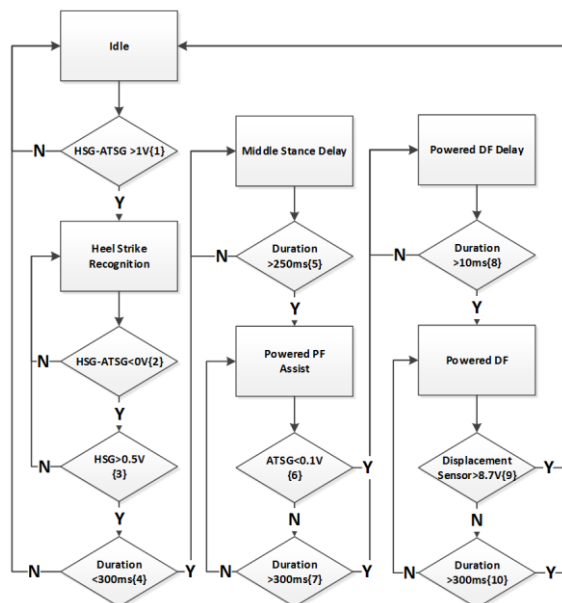 Idle
HSG-ATSG >1V{1}
N
Y
Heel Strike
Recognition
HSG-ATSG<0V{2}
N
Y
HSG>0.5V
{3}
N
Y
Duration
<300ms{4}
N
Y
Middle Stance Delay
Duration
>250ms{5}
N
Y
Powered PF
Assist
ATSG<0.1V
{6}
Y
N
Duration
>300ms{7}
N
Y
Powered DF Delay
Duration
>10ms{8}
N
Y
Powered DF
Displacement
Sensor>8.7V{9}
Y
N
Duration
>300ms{10}
N
Y